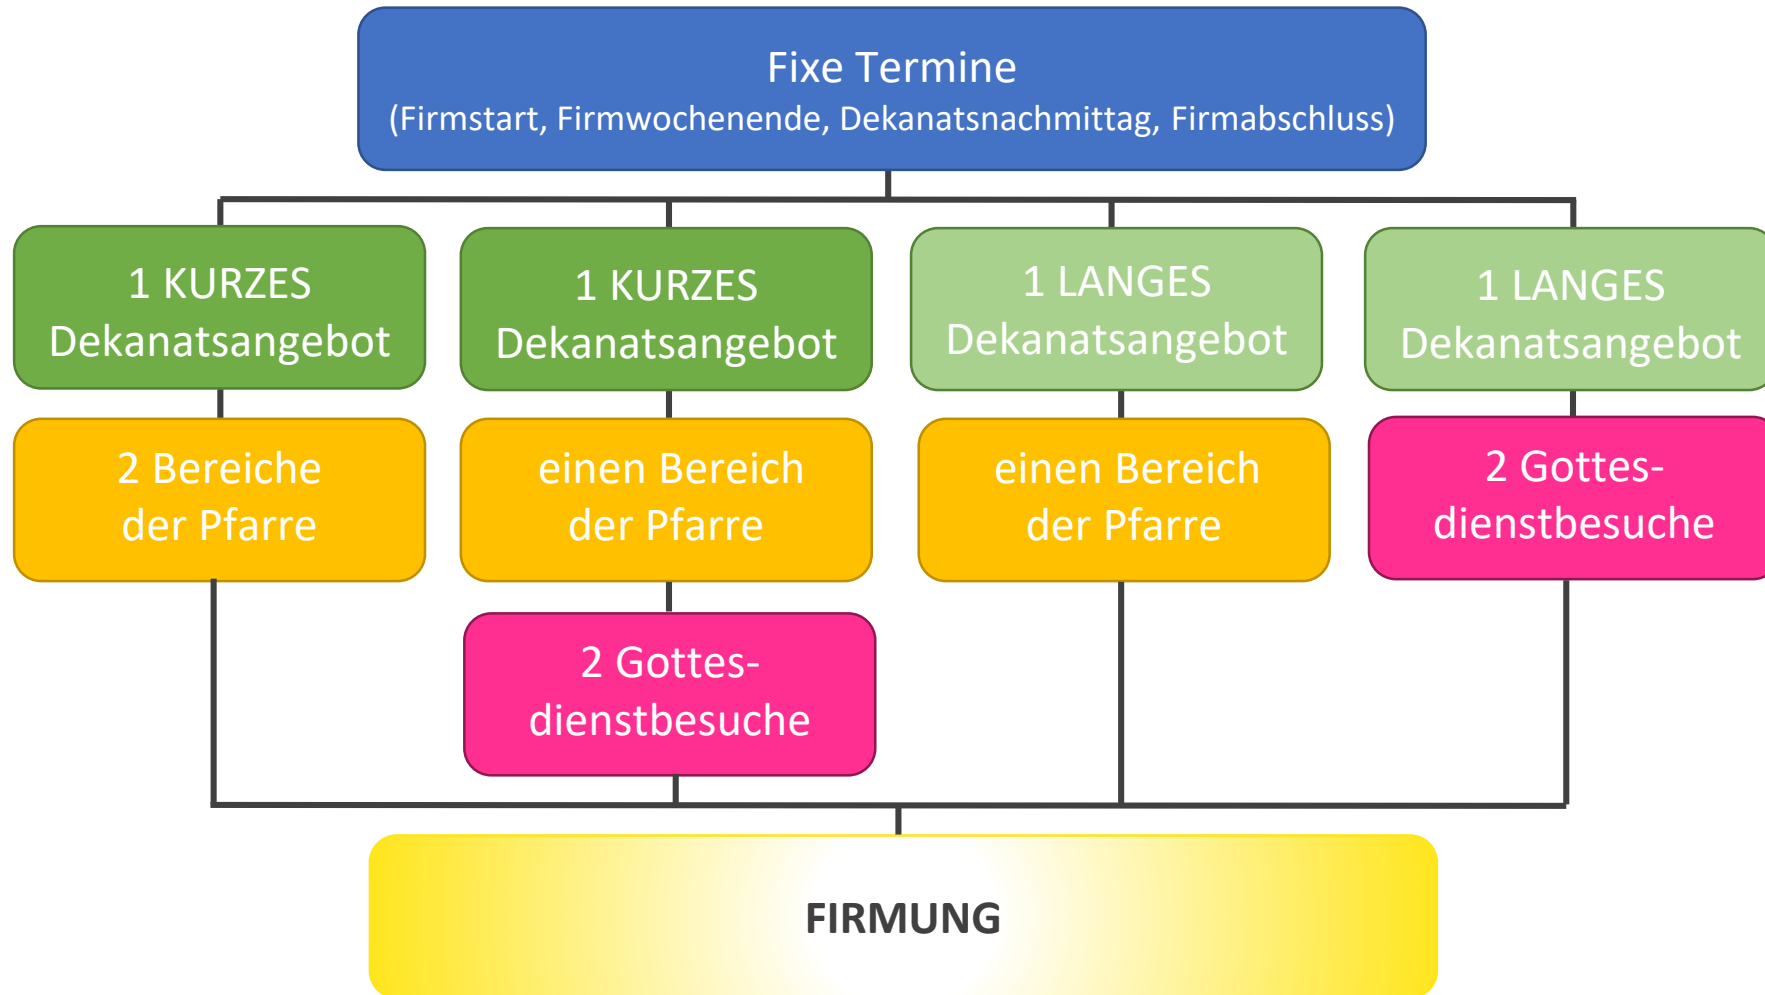 Fixe Termine
(Firmstart, Firmwochenende, Dekanatsnachmittag, Firmabschluss)
1 KURZES
Dekanatsangebot
1 KURZES
Dekanatsangebot
1 LANGES
Dekanatsangebot
1 LANGES
Dekanatsangebot
2 Bereiche
der Pfarre
einen Bereich
der Pfarre
einen Bereich
der Pfarre
2 Gottes-
dienstbesuche
2 Gottes-
dienstbesuche
FIRMUNG